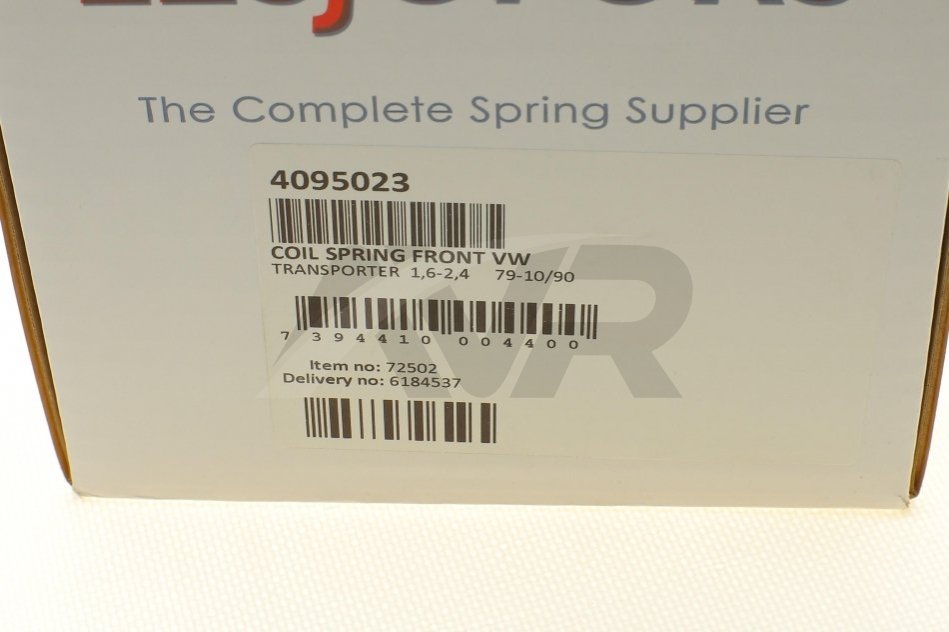 The Complete Spring Supplier
4095023
COIL SPRING FRONT VW
TRANSPORTER 1,6-2,4 79-10/90
7 394410 004400
Item no: 72502
Delivery no: 6184537
AVR